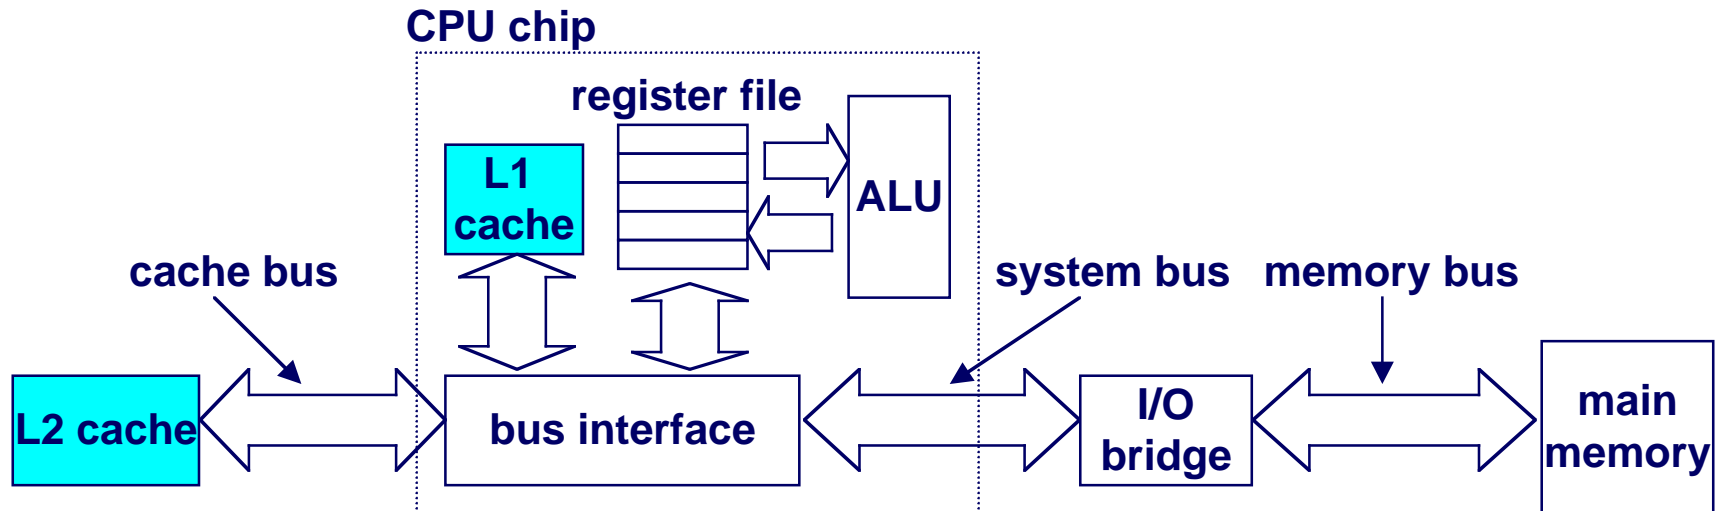 CPU chip
register file
L1
cache
ALU
cache bus
system bus
memory bus
L2 cache
bus interface
I/O
bridge
main
memory